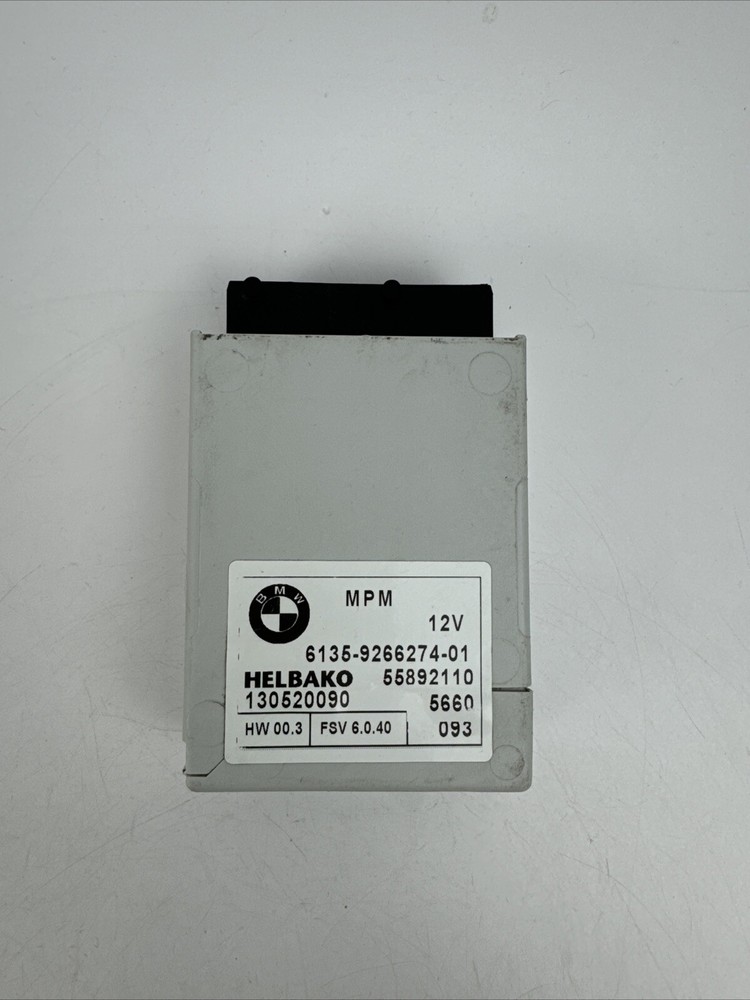 BMW
MPM
12V
6135-9266274-01
HELBAKO 55892110
130520090 5660
HW 00.3 FSV 6.0.40 093